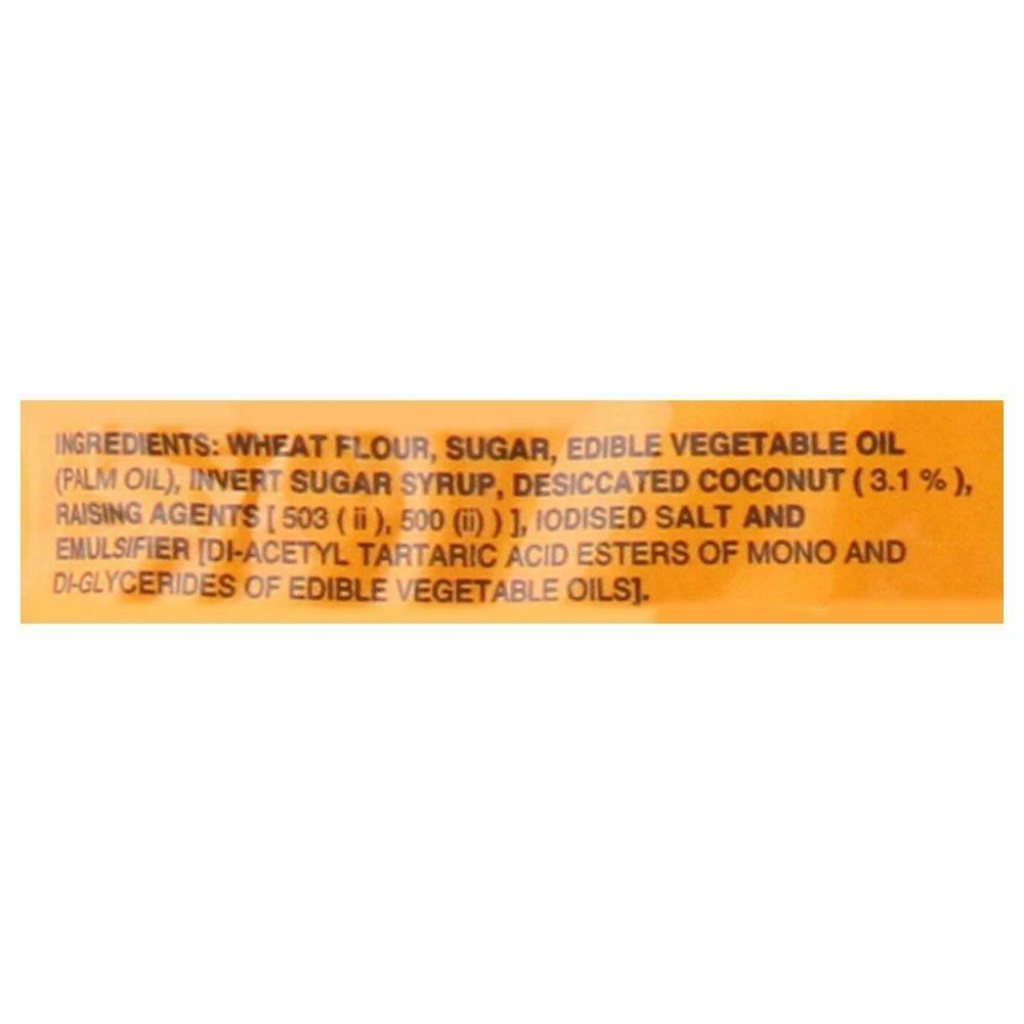 INGREDIENTS: WHEAT FLOUR, SUGAR, EDIBLE VEGETABLE OIL
(PALM OIL), INVERT SUGAR SYRUP, DESICCATED COCONUT ( 3.1 % ),
RAISING AGENTS [ 503 ( ii ), 500 (ii) ) ], IODISED SALT AND
EMULSIFIER [DI-ACETYL TARTARIC ACID ESTERS OF MONO AND
DI-GLYCERIDES OF EDIBLE VEGETABLE OILS].